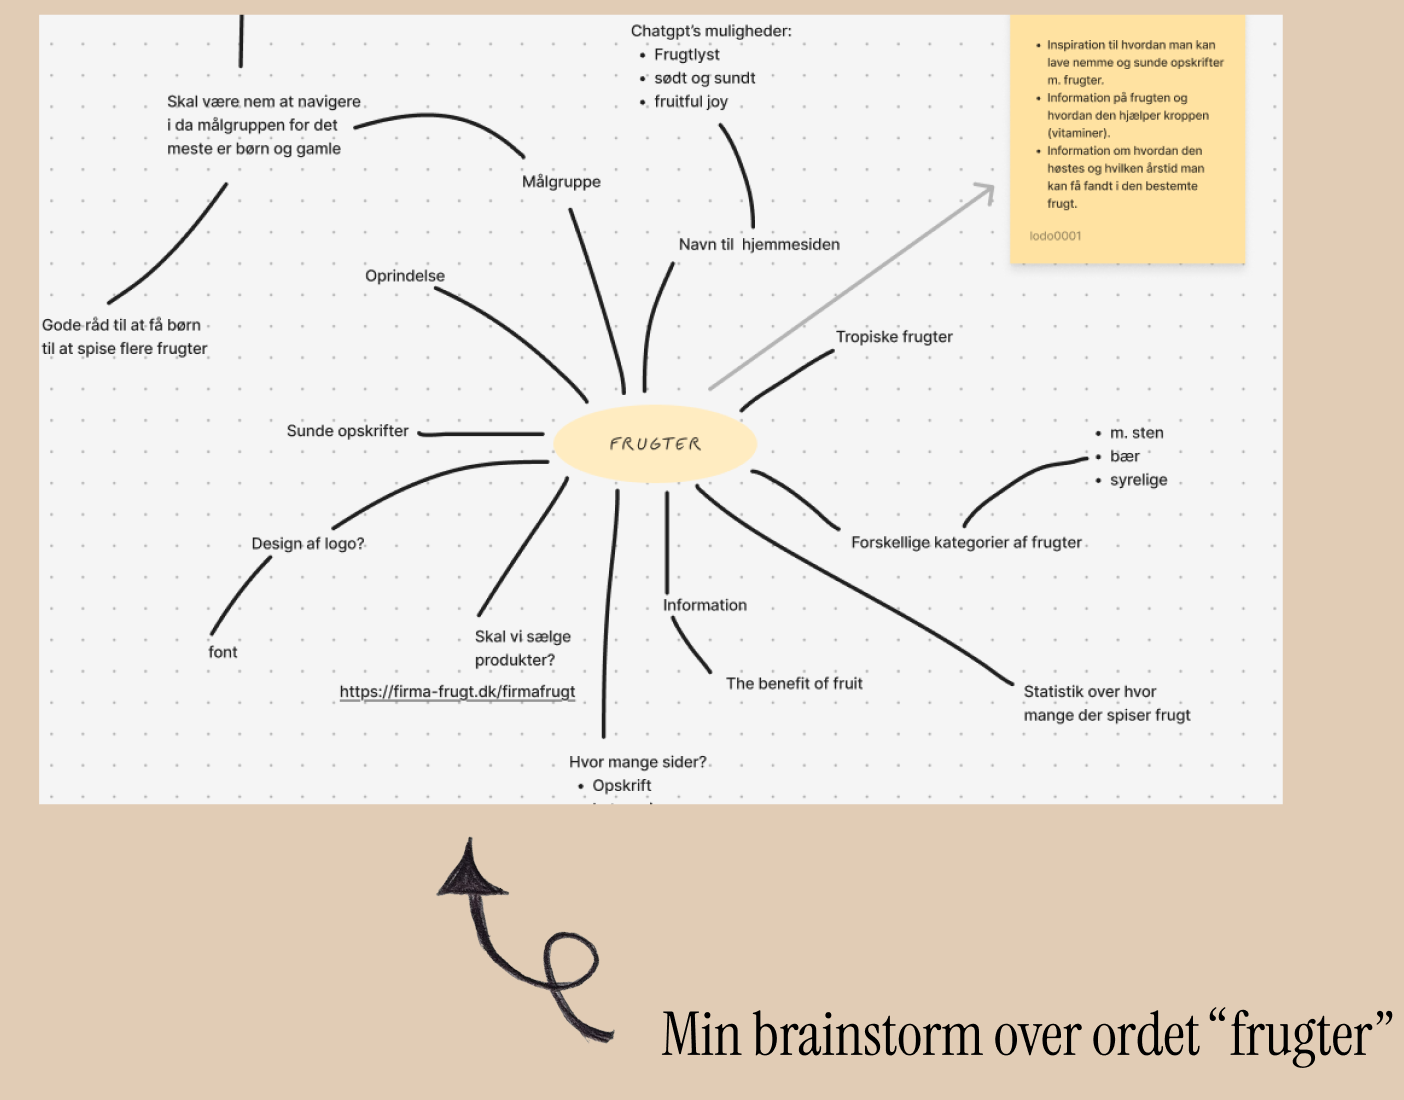 Chatgpt's muligheder:
• Frugtlyst
• sødt og sundt
• fruitful joy
• Inspiration til hvordan man kan
lave nemme og sunde opskrifter
m. frugter.
• Information på frugten og
hvordan den hjælper kroppen
(vitaminer).
• Information om hvordan den
høstes og hvilken årstid man
kan få fandt i den bestemte
frugt.
lodo0001
Skal være nem at navigere
i da målgruppen for det
meste er børn og gamle
Målgruppe
Navn til hjemmesiden
Oprindelse
Gode råd til at få børn
til at spise flere frugter
Tropiske frugter
Sunde opskrifter
FRUGTER
• m. sten
• bær
• syrelige
Design af logo?
Forskellige kategorier af frugter
font
Information
Skal vi sælge
produkter?
https://firma-frugt.dk/firmafrugt
The benefit of fruit
Statistik over hvor
mange der spiser frugt
Hvor mange sider?
• Opskrift
Min brainstorm over ordet “frugter”